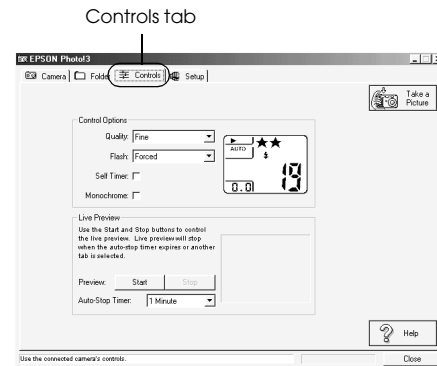 Controls tab
EPSON Photo!3
Camera Folder Controls Setup
Take a
Picture
Control Options
Quality: Fine
Flash: Forced
Self Timer:
Monochrome:
AUTO
0.0 19
Live Preview
Use the Start and Stop buttons to control
the live preview. Live preview will stop
when the auto-stop timer expires or another
tab is selected.
Preview: Start Stop
Auto-Stop Timer: 1 Minute
Help
Use the connected camera's controls.
Close